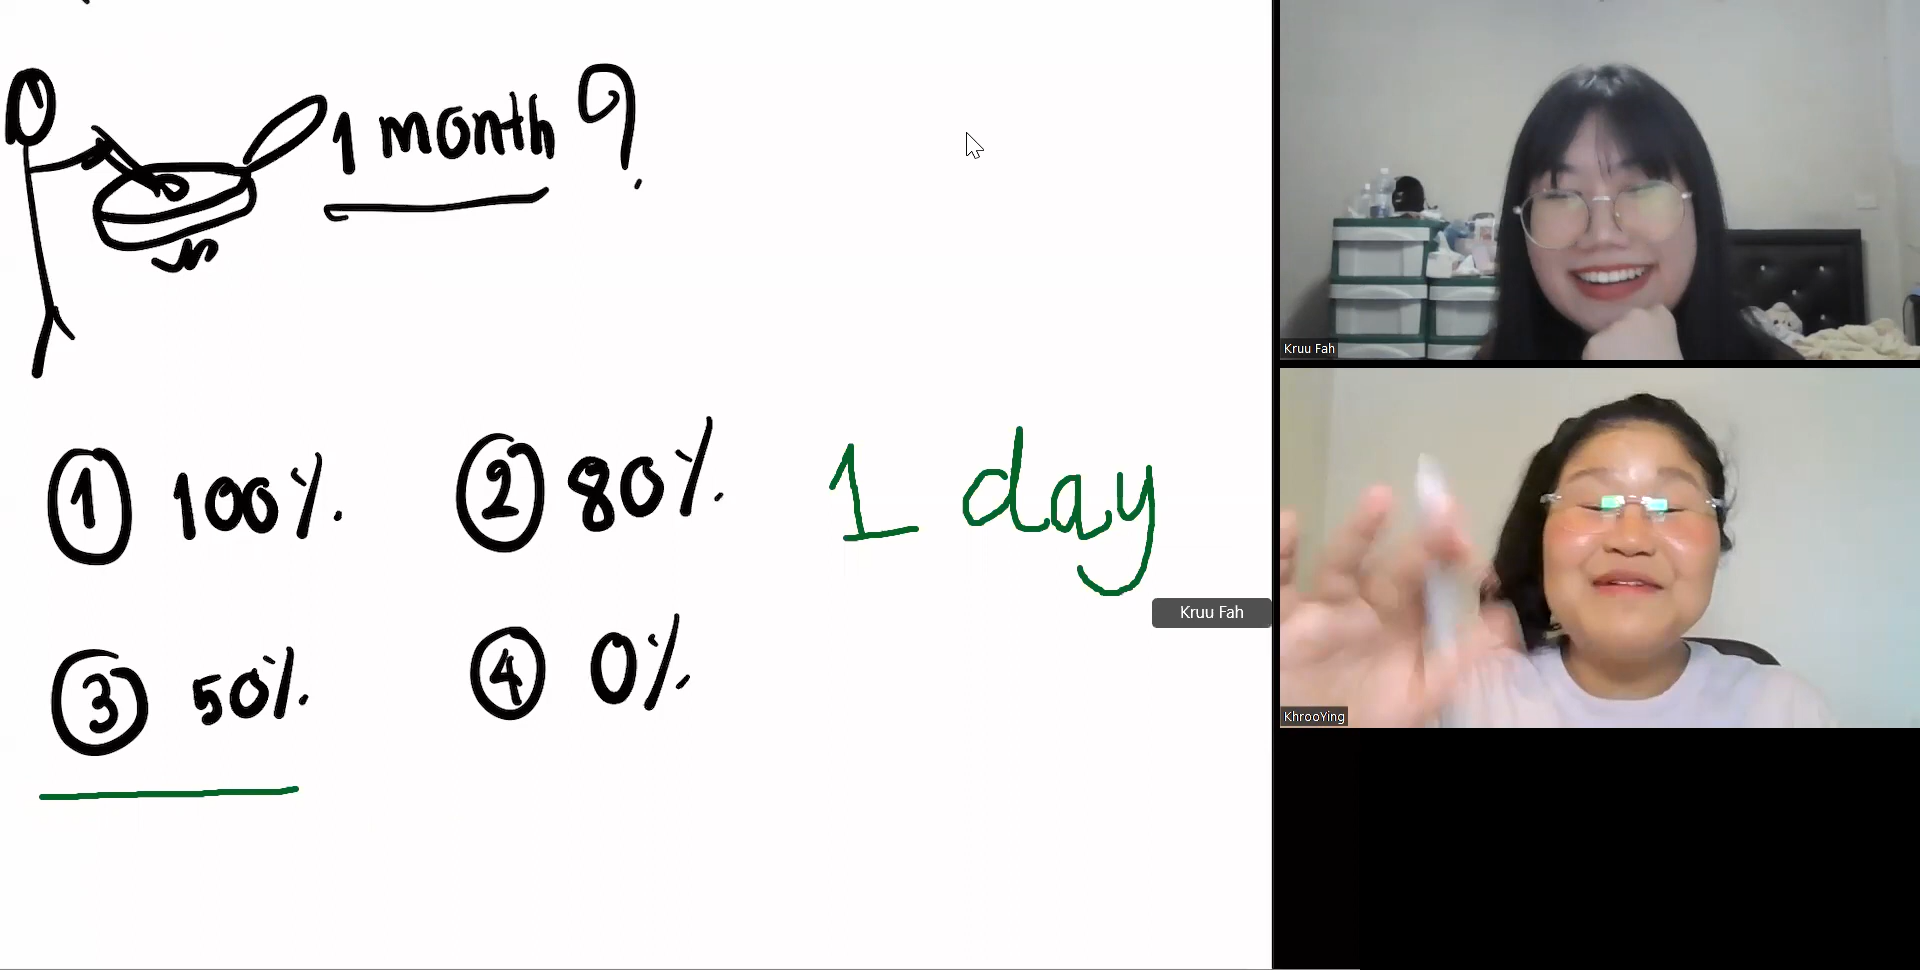 1 month ?
1 100%
2 80%
1 day
3 50%
4 0%
Kruu Fah
Kruu Fah
KhrooYing